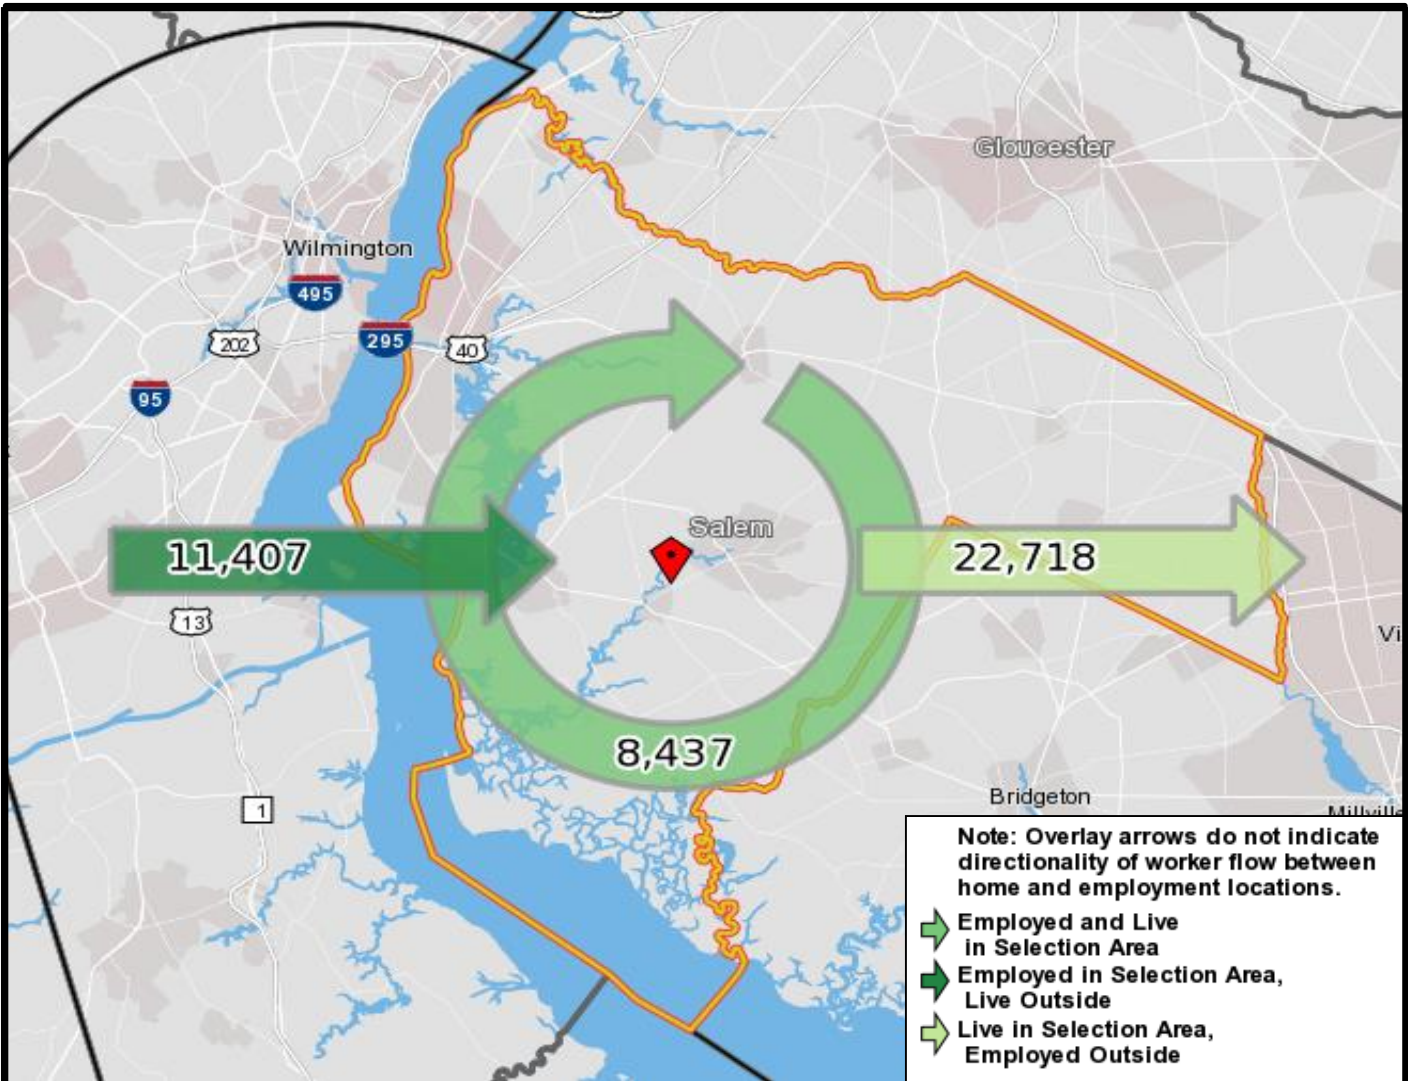 Gloucester
Wilmington
495
202
295
40
95
Salem
11,407
22,718
13
Vi
8,437
1
Bridgeton
Millville
Note: Overlay arrows do not indicate
directionality of worker flow between
home and employment locations.
Employed and Live
in Selection Area
Employed in Selection Area,
Live Outside
Live in Selection Area,
Employed Outside